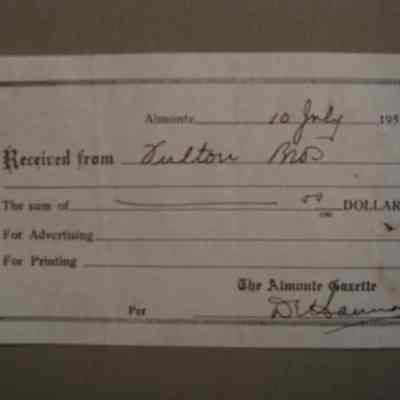 Almonte 10 July 195
Received from Fulton Bros
The sum of 50/100 DOLLAR
For Advertising
For Printing
The Almonte Gazette
Per